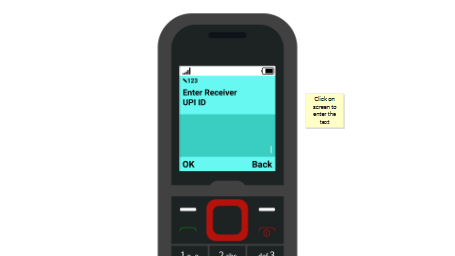 ✎123
Enter Receiver
UPI ID
OK Back
Click on
screen to
enter the
text
1 2 abc def 3